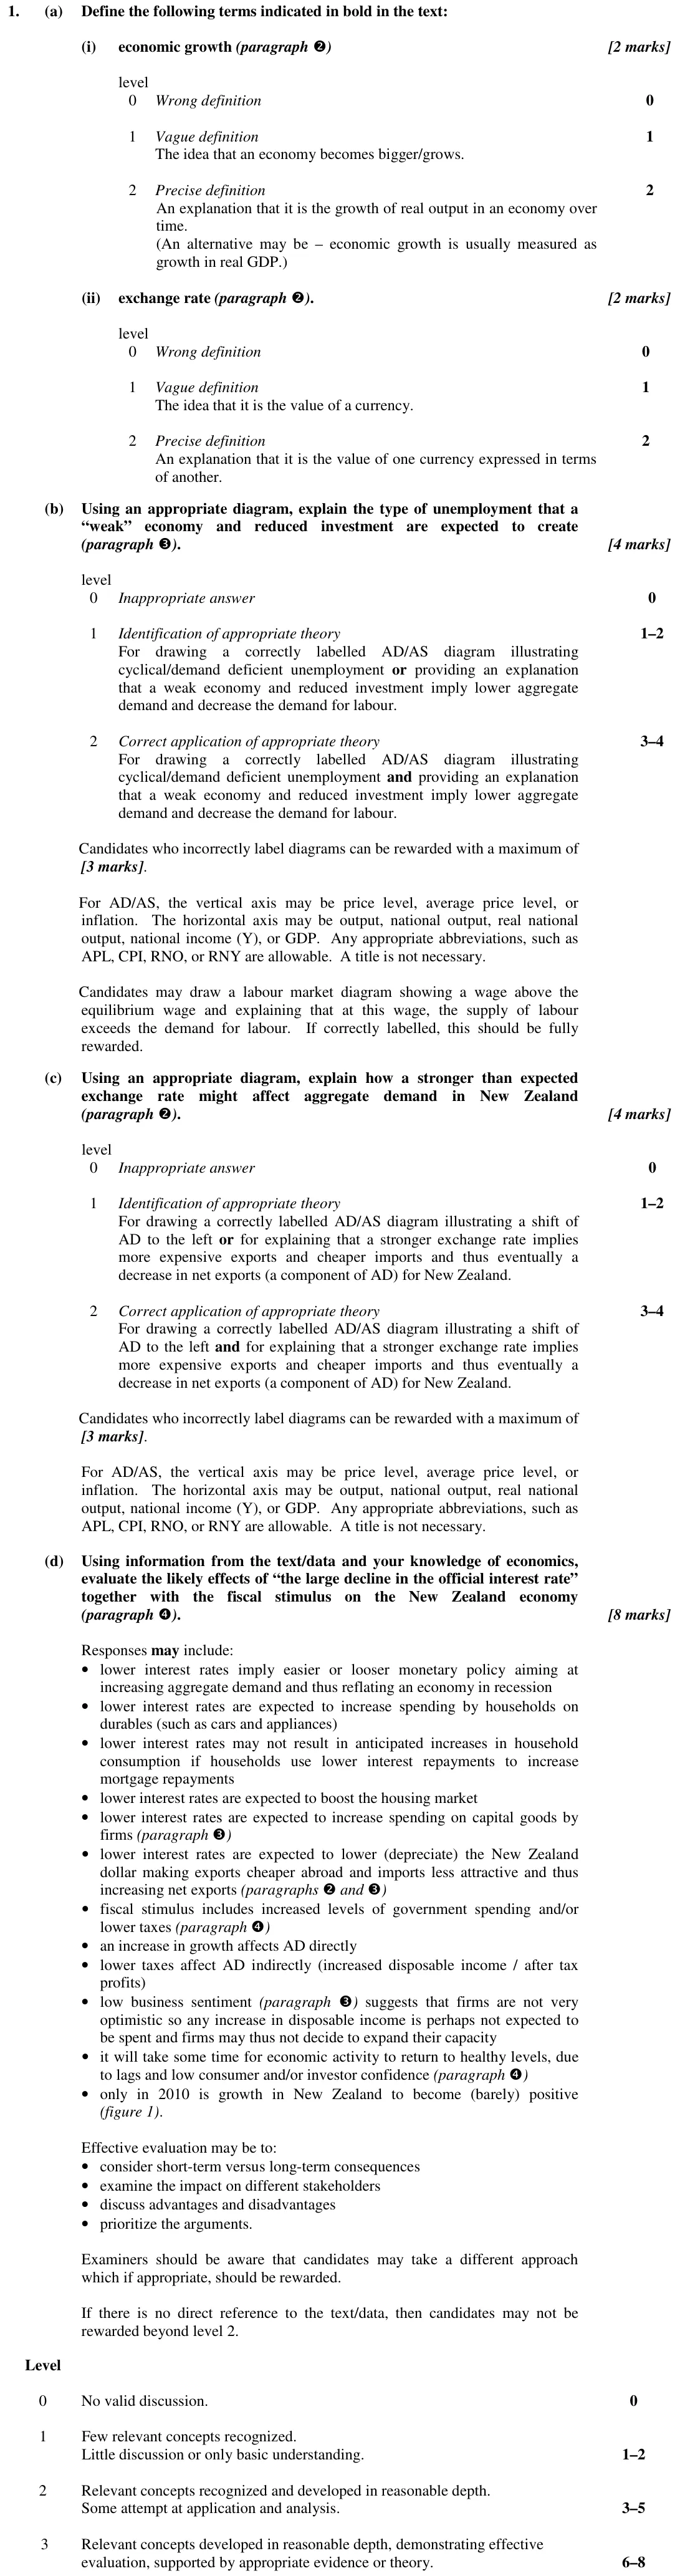 1. (a) Define the following terms indicated in bold in the text:
(i) economic growth (paragraph ❷) [2 marks]
level
0 Wrong definition 0
1 Vague definition 1
The idea that an economy becomes bigger/grows.
2 Precise definition 2
An explanation that it is the growth of real output in an economy over
time.
(An alternative may be – economic growth is usually measured as
growth in real GDP.)
(ii) exchange rate (paragraph ❷). [2 marks]
level
0 Wrong definition 0
1 Vague definition 1
The idea that it is the value of a currency.
2 Precise definition 2
An explanation that it is the value of one currency expressed in terms
of another.
(b) Using an appropriate diagram, explain the type of unemployment that a
“weak” economy and reduced investment are expected to create
(paragraph ❸). [4 marks]
level
0 Inappropriate answer 0
1 Identification of appropriate theory 1–2
For drawing a correctly labelled AD/AS diagram illustrating
cyclical/demand deficient unemployment or providing an explanation
that a weak economy and reduced investment imply lower aggregate
demand and decrease the demand for labour.
2 Correct application of appropriate theory 3–4
For drawing a correctly labelled AD/AS diagram illustrating
cyclical/demand deficient unemployment and providing an explanation
that a weak economy and reduced investment imply lower aggregate
demand and decrease the demand for labour.
Candidates who incorrectly label diagrams can be rewarded with a maximum of
[3 marks].
For AD/AS, the vertical axis may be price level, average price level, or
inflation. The horizontal axis may be output, national output, real national
output, national income (Y), or GDP. Any appropriate abbreviations, such as
APL, CPI, RNO, or RNY are allowable. A title is not necessary.
Candidates may draw a labour market diagram showing a wage above the
equilibrium wage and explaining that at this wage, the supply of labour
exceeds the demand for labour. If correctly labelled, this should be fully
rewarded.
(c) Using an appropriate diagram, explain how a stronger than expected
exchange rate might affect aggregate demand in New Zealand
(paragraph ❷). [4 marks]
level
0 Inappropriate answer 0
1 Identification of appropriate theory 1–2
For drawing a correctly labelled AD/AS diagram illustrating a shift of
AD to the left or for explaining that a stronger exchange rate implies
more expensive exports and cheaper imports and thus eventually a
decrease in net exports (a component of AD) for New Zealand.
2 Correct application of appropriate theory 3–4
For drawing a correctly labelled AD/AS diagram illustrating a shift of
AD to the left and for explaining that a stronger exchange rate implies
more expensive exports and cheaper imports and thus eventually a
decrease in net exports (a component of AD) for New Zealand.
Candidates who incorrectly label diagrams can be rewarded with a maximum of
[3 marks].
For AD/AS, the vertical axis may be price level, average price level, or
inflation. The horizontal axis may be output, national output, real national
output, national income (Y), or GDP. Any appropriate abbreviations, such as
APL, CPI, RNO, or RNY are allowable. A title is not necessary.
(d) Using information from the text/data and your knowledge of economics,
evaluate the likely effects of “the large decline in the official interest rate”
together with the fiscal stimulus on the New Zealand economy
(paragraph ❹). [8 marks]
Responses may include:
• lower interest rates imply easier or looser monetary policy aiming at
increasing aggregate demand and thus reflating an economy in recession
• lower interest rates are expected to increase spending by households on
durables (such as cars and appliances)
• lower interest rates may not result in anticipated increases in household
consumption if households use lower interest repayments to increase
mortgage repayments
• lower interest rates are expected to boost the housing market
• lower interest rates are expected to increase spending on capital goods by
firms (paragraph ❸)
• lower interest rates are expected to lower (depreciate) the New Zealand
dollar making exports cheaper abroad and imports less attractive and thus
increasing net exports (paragraphs ❷ and ❸)
• fiscal stimulus includes increased levels of government spending and/or
lower taxes (paragraph ❹)
• an increase in growth affects AD directly
• lower taxes affect AD indirectly (increased disposable income / after tax
profits)
• low business sentiment (paragraph ❸) suggests that firms are not very
optimistic so any increase in disposable income is perhaps not expected to
be spent and firms may thus not decide to expand their capacity
• it will take some time for economic activity to return to healthy levels, due
to lags and low consumer and/or investor confidence (paragraph ❹)
• only in 2010 is growth in New Zealand to become (barely) positive
(figure 1).
Effective evaluation may be to:
• consider short-term versus long-term consequences
• examine the impact on different stakeholders
• discuss advantages and disadvantages
• prioritize the arguments.
Examiners should be aware that candidates may take a different approach
which if appropriate, should be rewarded.
If there is no direct reference to the text/data, then candidates may not be
rewarded beyond level 2.
Level
0 No valid discussion. 0
1 Few relevant concepts recognized.
Little discussion or only basic understanding. 1–2
2 Relevant concepts recognized and developed in reasonable depth.
Some attempt at application and analysis. 3–5
3 Relevant concepts developed in reasonable depth, demonstrating effective
evaluation, supported by appropriate evidence or theory. 6–8